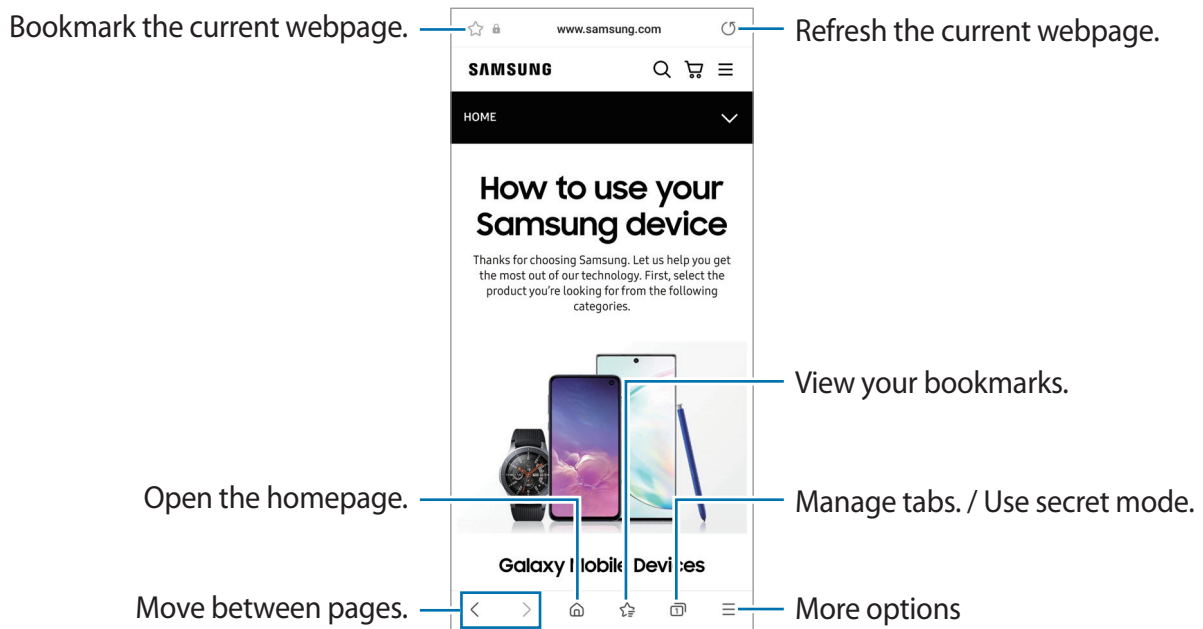 Bookmark the current webpage.
www.samsung.com
Refresh the current webpage.
SAMSUNG
HOME
How to use your
Samsung device
Thanks for choosing Samsung. Let us help you get
the most out of our technology. First, select the
product you're looking for from the following
categories.
View your bookmarks.
Open the homepage.
Manage tabs. / Use secret mode.
Galaxy Mobile Devices
Move between pages.
1
More options